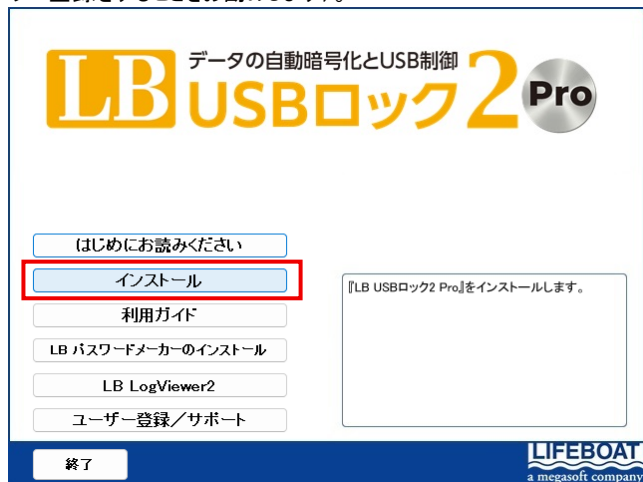 データの自動暗号化とUSB制御
LB USBロック2 Pro
はじめにお読みください
インストール
『LB USBロック2 Pro』をインストールします。
利用ガイド
LB パスワードメーカーのインストール
LB LogViewer2
ユーザー登録／サポート
終了
LIFEBOAT
a megasoft company